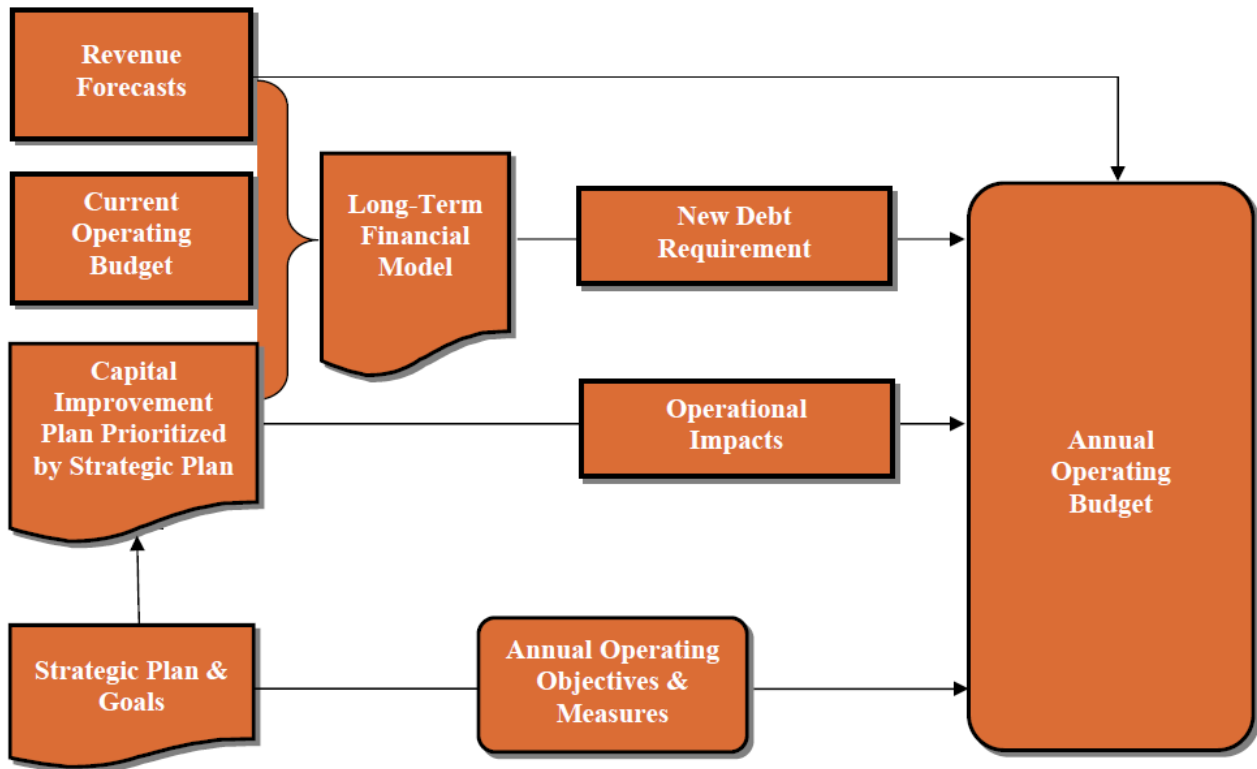 Revenue
Forecasts
Current
Operating
Budget
Long-Term
Financial
Model
New Debt
Requirement
Capital
Improvement
Plan Prioritized
by Strategic Plan
Operational
Impacts
Annual
Operating
Budget
Strategic Plan &
Goals
Annual Operating
Objectives &
Measures